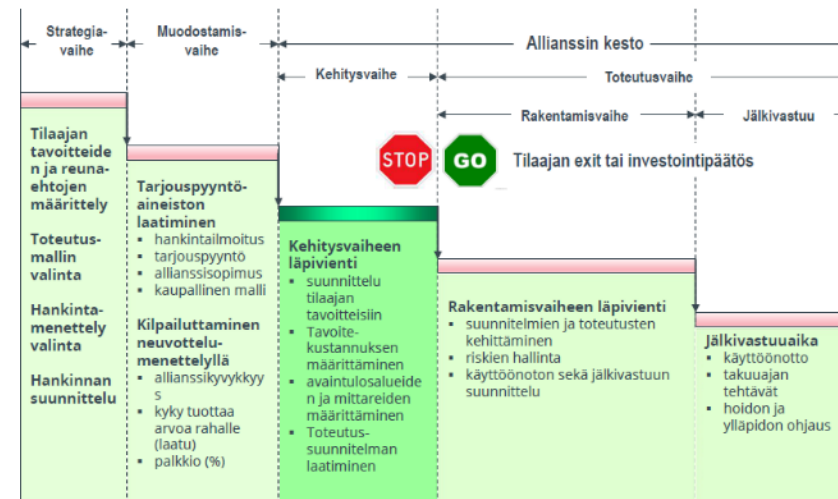 Strategia-
vaihe
Muodostamis-
vaihe
Allianssin kesto
Kehitysvaihe
Toteutusvaihe
Rakentamisvaihe
Jälkivastuu
STOP
GO
Tilaajan exit tai investointipäätös
Tilaajan
tavoitteide
n ja reuna-
ehtojen
määrittely
Toteutus-
mallin
valinta
Hankinta-
menettely
valinta
Hankinnan
suunnittelu
Tarjouspyyntö-
aineiston
laatiminen
▪ hankintailmoitus
▪ tarjouspyyntö
▪ allianssisopimus
▪ kaupallinen malli
Kilpailuttaminen
neuvottelu-
menettelyllä
▪ allianssikyvykkyy
s
▪ kyky tuottaa
arvoa rahalle
(laatu)
▪ palkkio (%)
Kehitysvaiheen
läpivienti
▪ suunnittelu
tilaajan
tavoitteisiin
▪ Tavoite-
kustannuksen
määrittäminen
▪ avaintulosalueide
n ja mittareiden
määrittäminen
▪ Toteutus-
suunnitelman
laatiminen
Rakentamisvaiheen läpivienti
▪ suunnitelmien ja toteutusten
kehittäminen
▪ riskien hallinta
▪ käyttöönoton sekä jälkivastuun
suunnittelu
Jälkivastuuaika
▪ käyttöönotto
▪ takuuajan
tehtävät
▪ hoidon ja
ylläpidon ohjaus